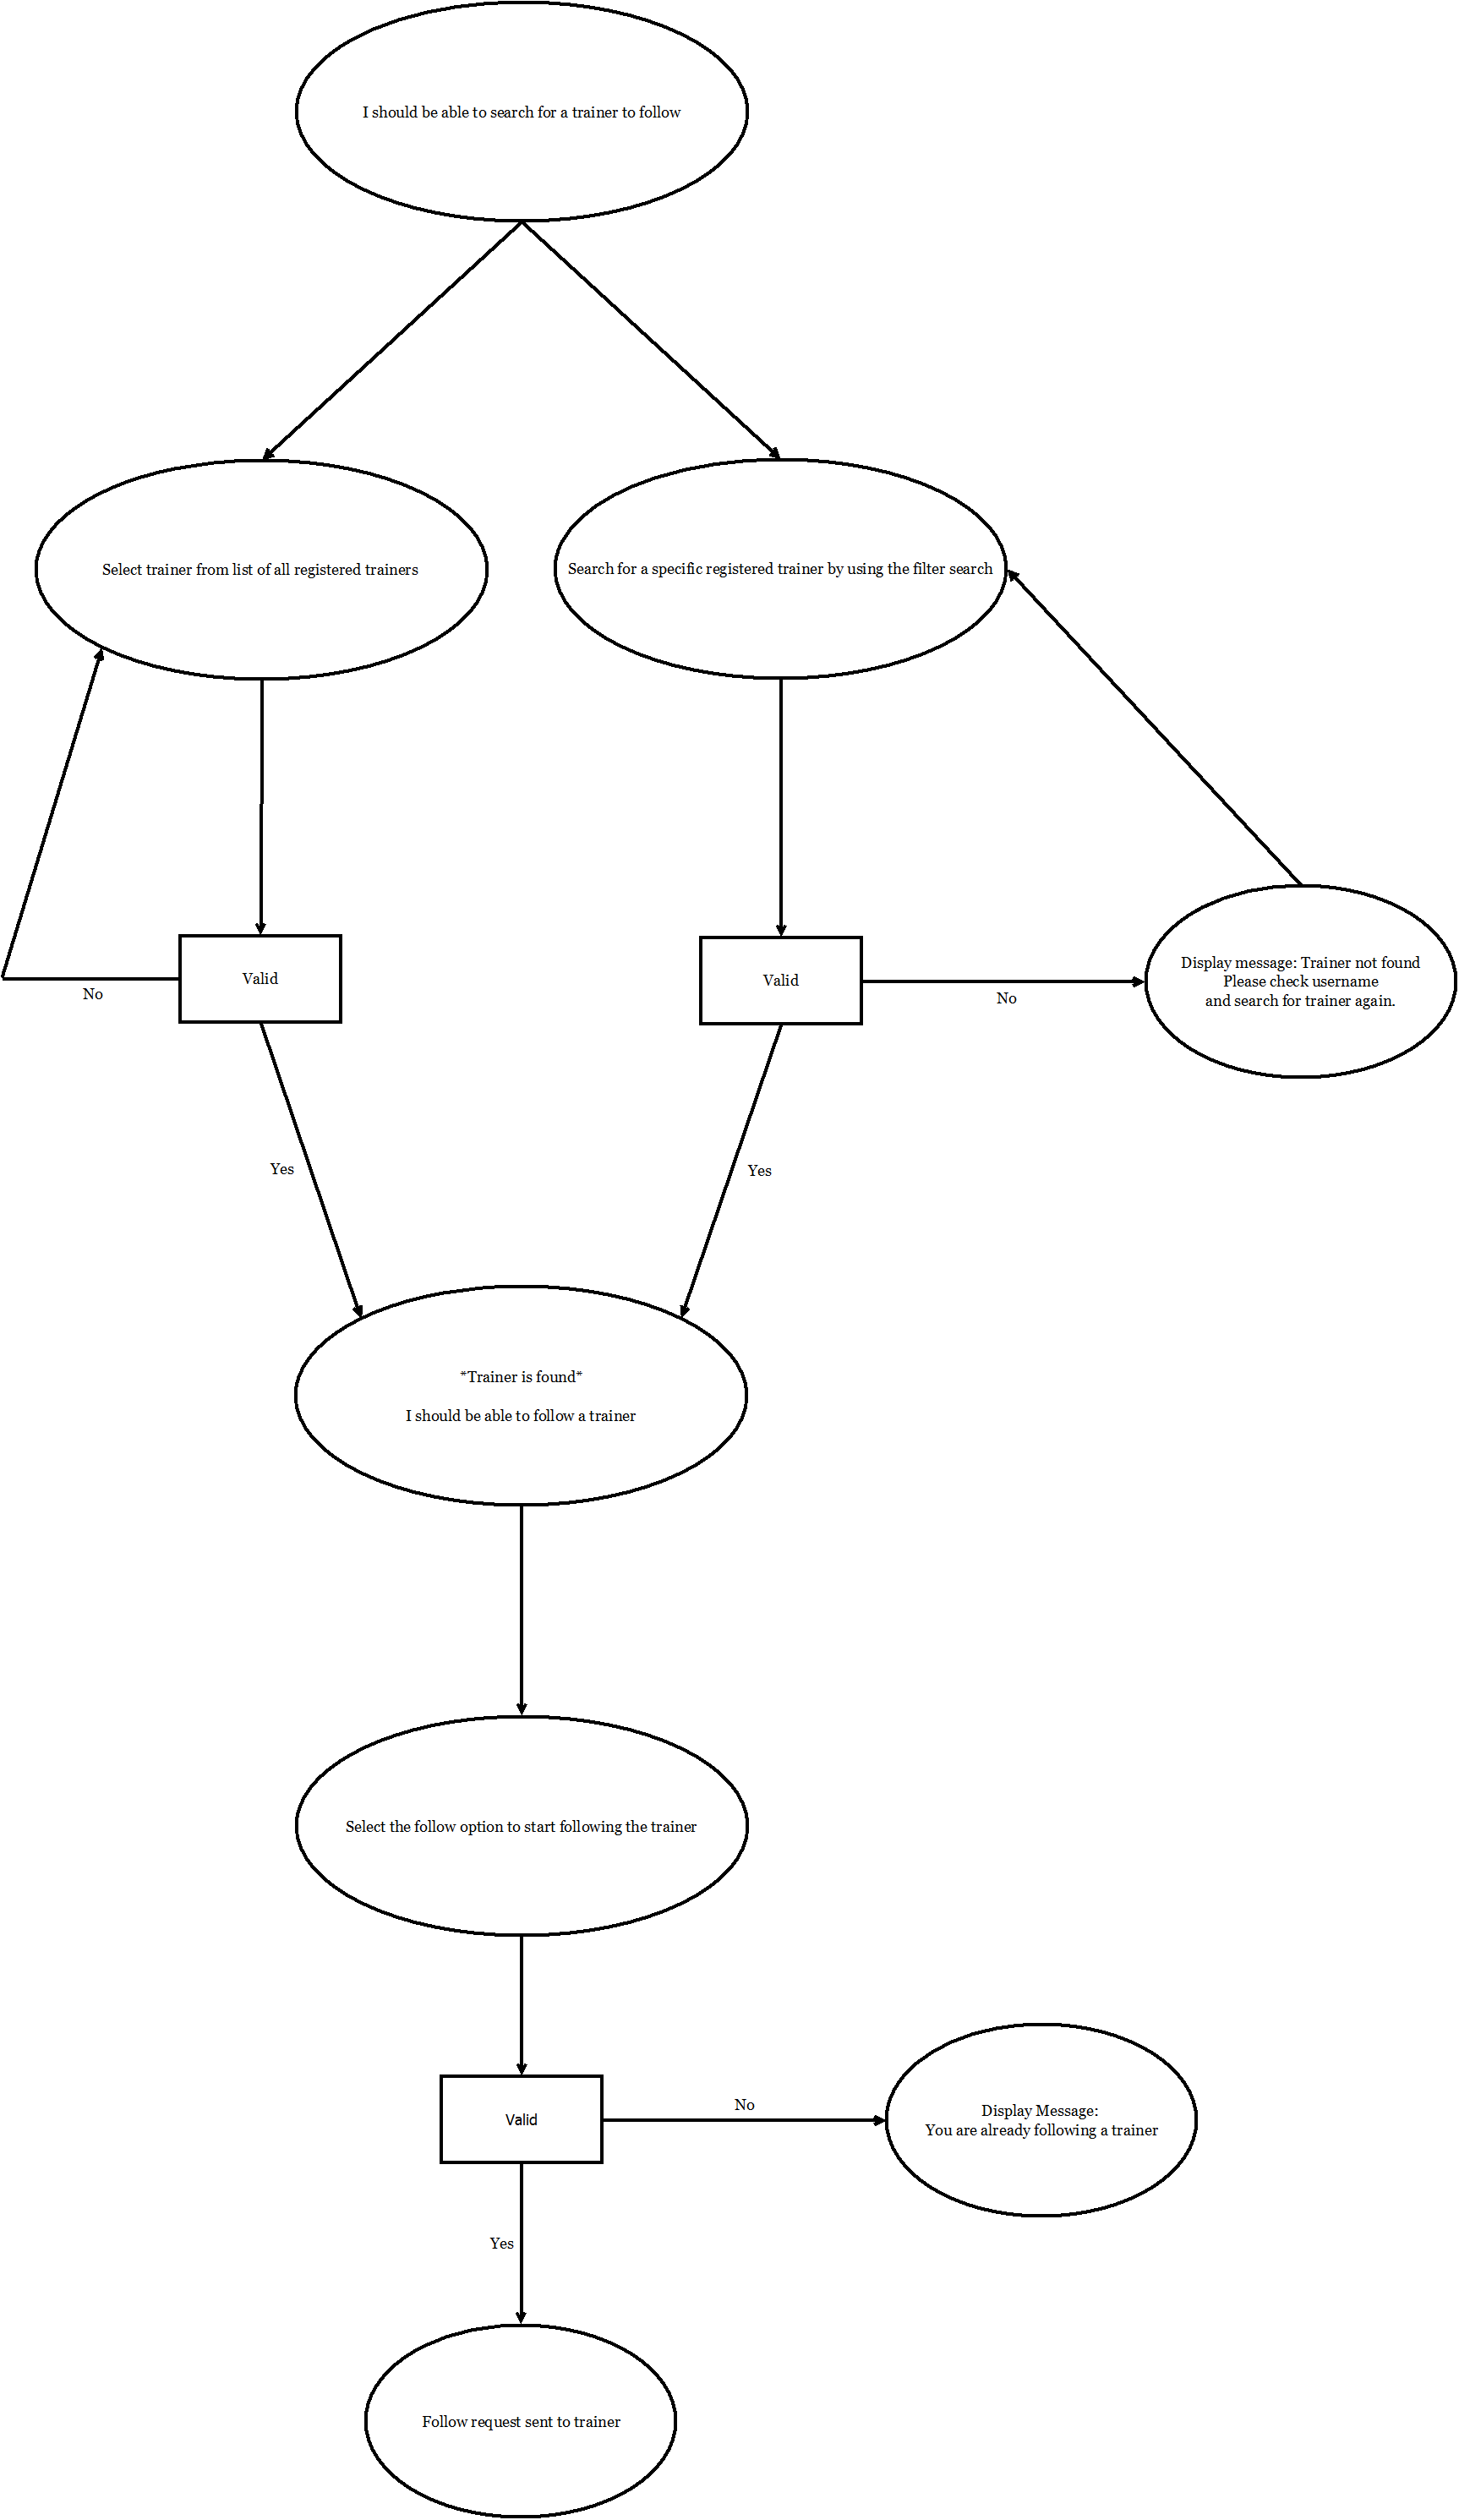 I should be able to search for a trainer to follow
Select trainer from list of all registered trainers
Search for a specific registered trainer by using the filter search
Valid
No
Valid
No
Display message: Trainer not found
Please check username
and search for trainer again.
Yes
Yes
*Trainer is found*
I should be able to follow a trainer
Select the follow option to start following the trainer
Valid
No
Display Message:
You are already following a trainer
Yes
Follow request sent to trainer